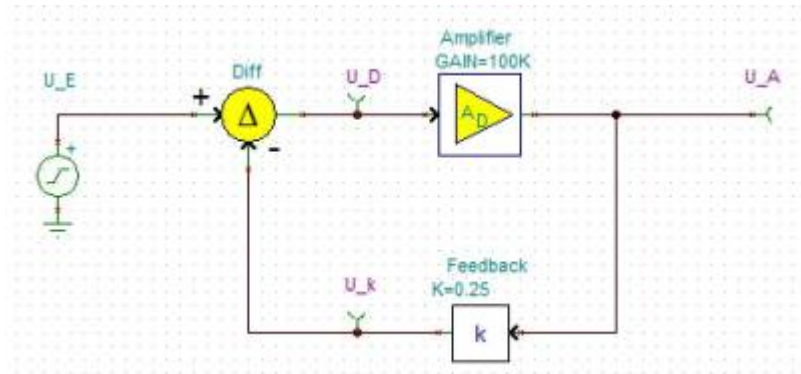 Amplifier
GAIN=100K
U_E
Diff
U_D
U_A
+
Δ
A_D
+
-
Feedback
K=0.25
U_k
k